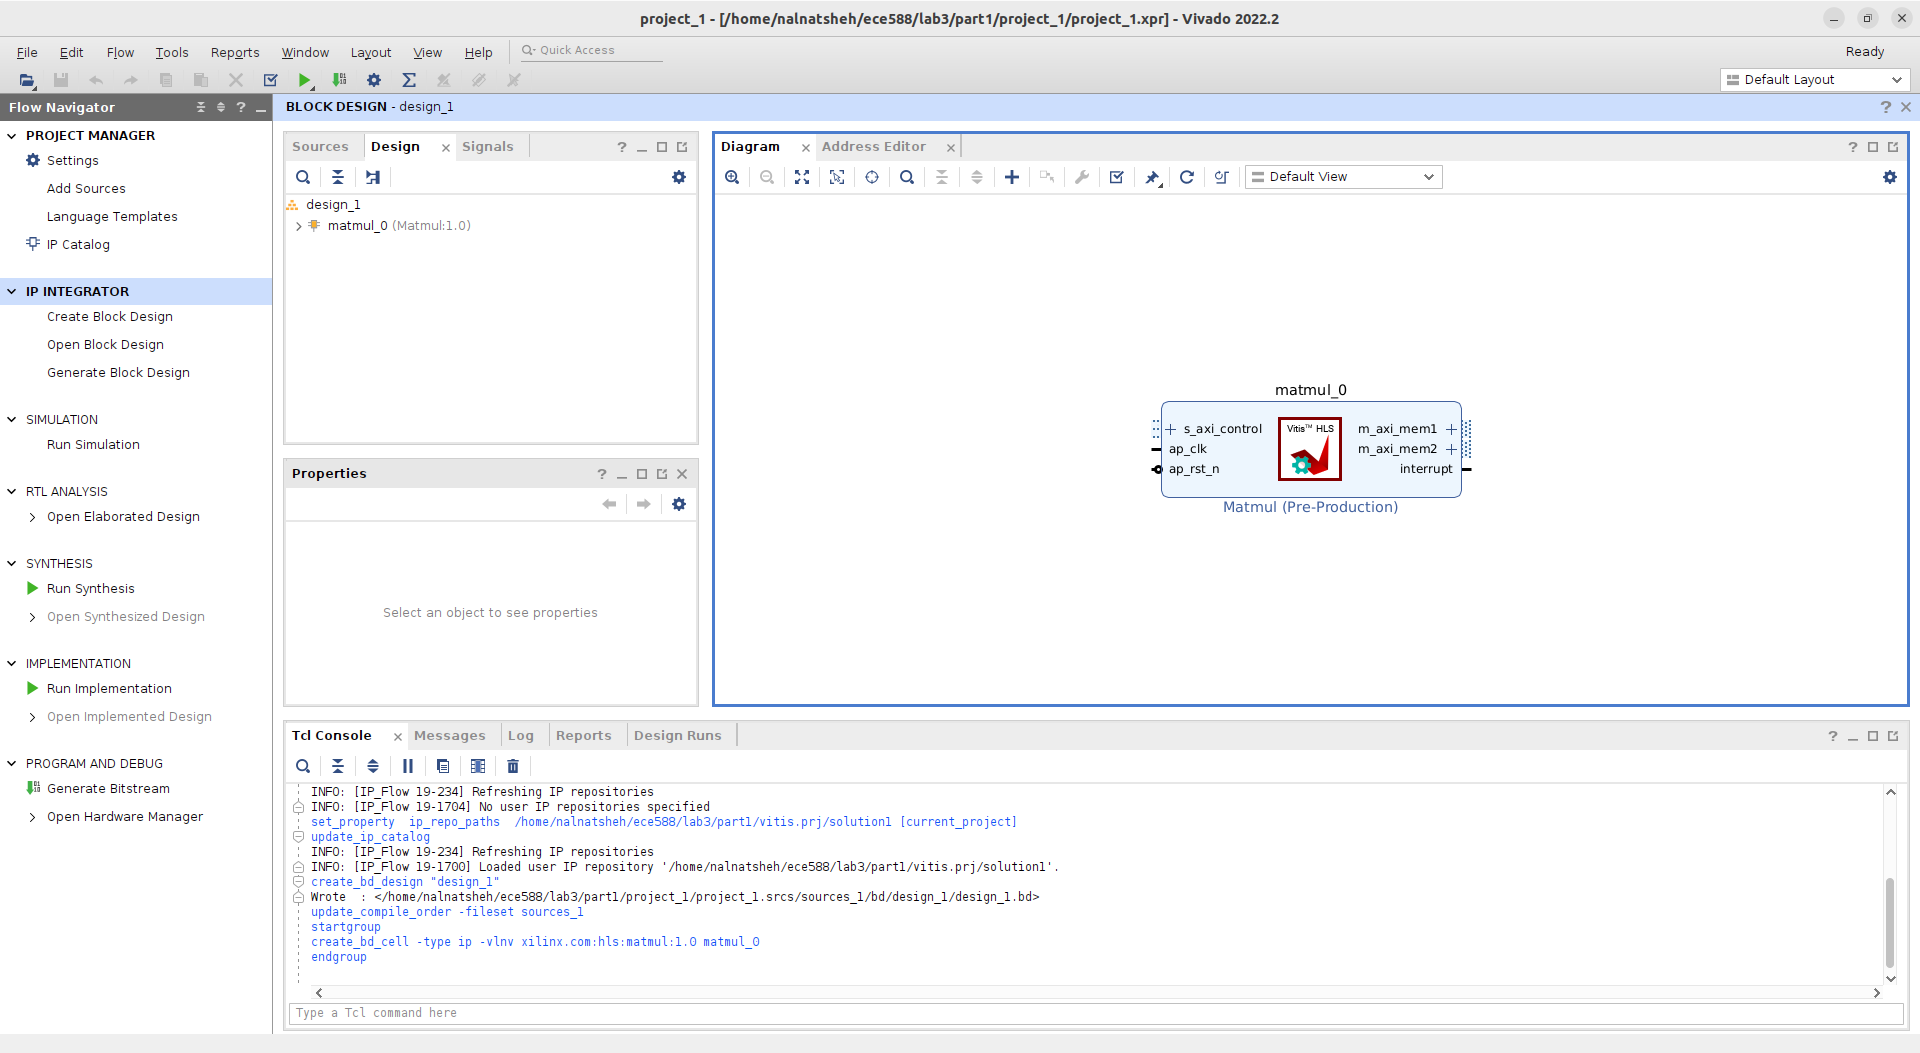 project_1 - [/home/nalnatsheh/ece588/lab3/part1/project_1/project_1.xpr] - Vivado 2022.2
File Edit Flow Tools Reports Window Layout View Help Quick Access Ready
Default Layout
Flow Navigator
PROJECT MANAGER
Settings
Add Sources
Language Templates
IP Catalog
IP INTEGRATOR
Create Block Design
Open Block Design
Generate Block Design
SIMULATION
Run Simulation
RTL ANALYSIS
Open Elaborated Design
SYNTHESIS
Run Synthesis
Open Synthesized Design
IMPLEMENTATION
Run Implementation
Open Implemented Design
PROGRAM AND DEBUG
Generate Bitstream
Open Hardware Manager
BLOCK DESIGN - design_1
Sources Design Signals
design_1
matmul_0 (Matmul:1.0)
Properties
Select an object to see properties
Diagram Address Editor
Default View
matmul_0
s_axi_control
ap_clk
ap_rst_n
Vitis™ HLS
m_axi_mem1
m_axi_mem2
interrupt
Matmul (Pre-Production)
Tcl Console Messages Log Reports Design Runs
INFO: [IP_Flow 19-234] Refreshing IP repositories
INFO: [IP_Flow 19-1704] No user IP repositories specified
set_property  ip_repo_paths  /home/nalnatsheh/ece588/lab3/part1/vitis.prj/solution1 [current_project]
update_ip_catalog
INFO: [IP_Flow 19-234] Refreshing IP repositories
INFO: [IP_Flow 19-1700] Loaded user IP repository '/home/nalnatsheh/ece588/lab3/part1/vitis.prj/solution1'.
create_bd_design "design_1"
Wrote  : </home/nalnatsheh/ece588/lab3/part1/project_1/project_1.srcs/sources_1/bd/design_1/design_1.bd>
update_compile_order -fileset sources_1
startgroup
create_bd_cell -type ip -vlnv xilinx.com:hls:matmul:1.0 matmul_0
endgroup
Type a Tcl command here